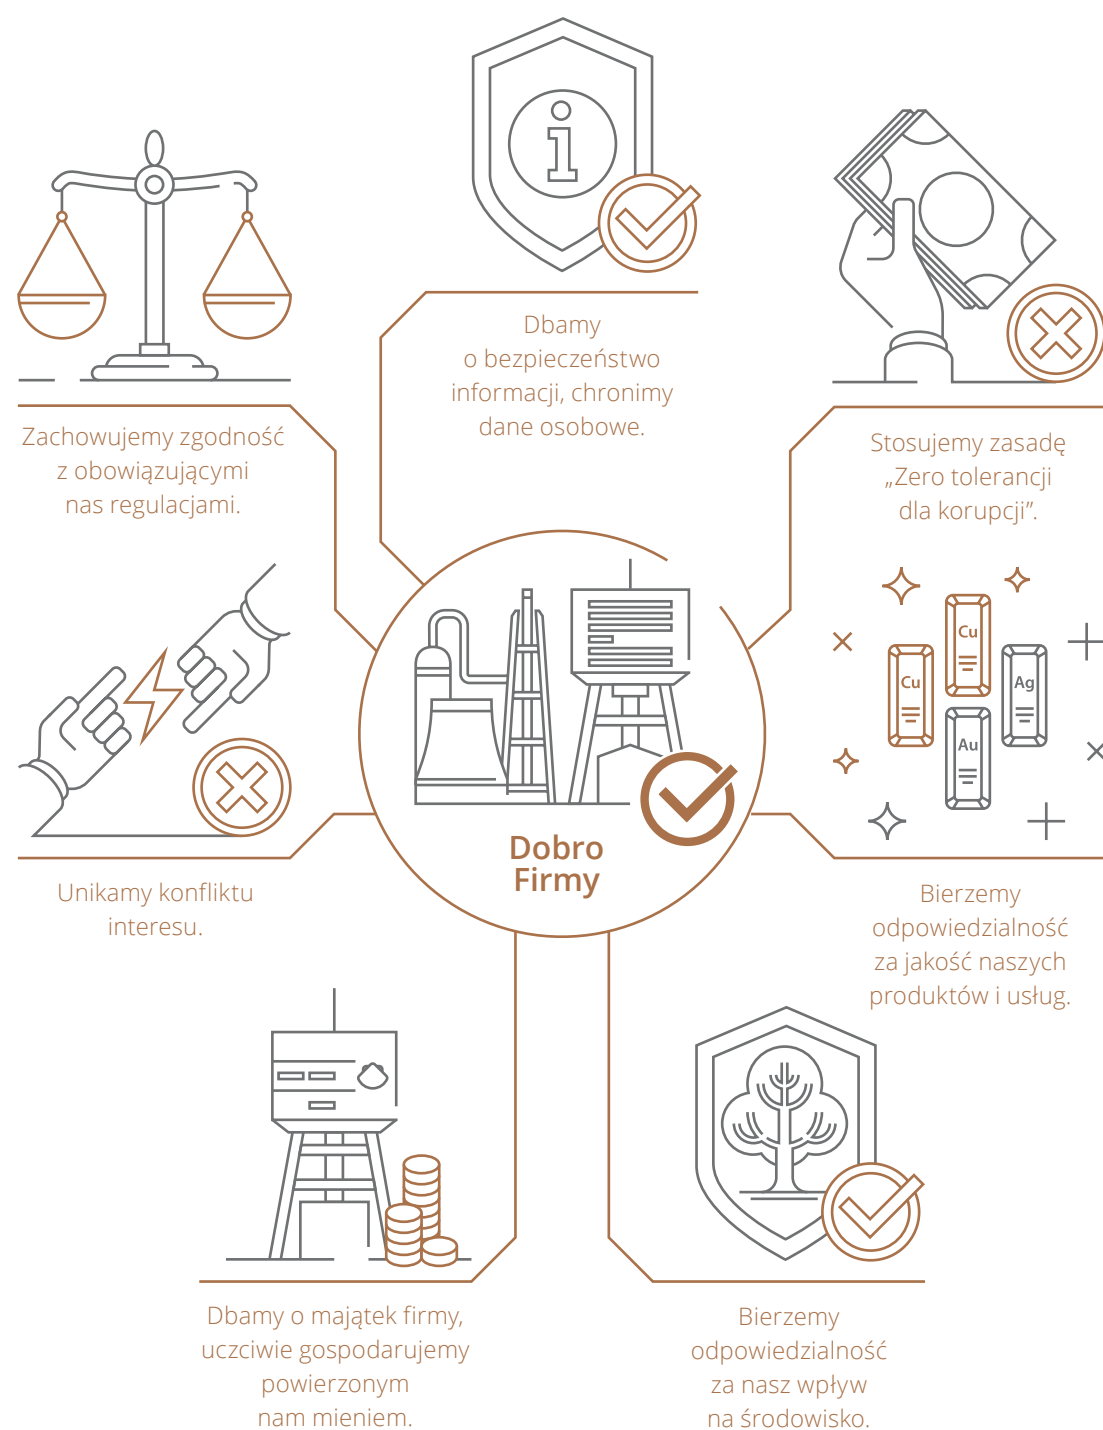 Dbamy
o bezpieczeństwo
informacji, chronimy
dane osobowe.
Zachowujemy zgodność
z obowiązującymi
nas regulacjami.
Stosujemy zasadę
„Zero tolerancji
dla korupcji”.
Cu
Cu
Ag
Au
Dobro
Firmy
Unikamy konfliktu
interesu.
Bierzemy
odpowiedzialność
za jakość naszych
produktów i usług.
Dbamy o majątek firmy,
uczciwie gospodarujemy
powierzonym
nam mieniem.
Bierzemy
odpowiedzialność
za nasz wpływ
na środowisko.